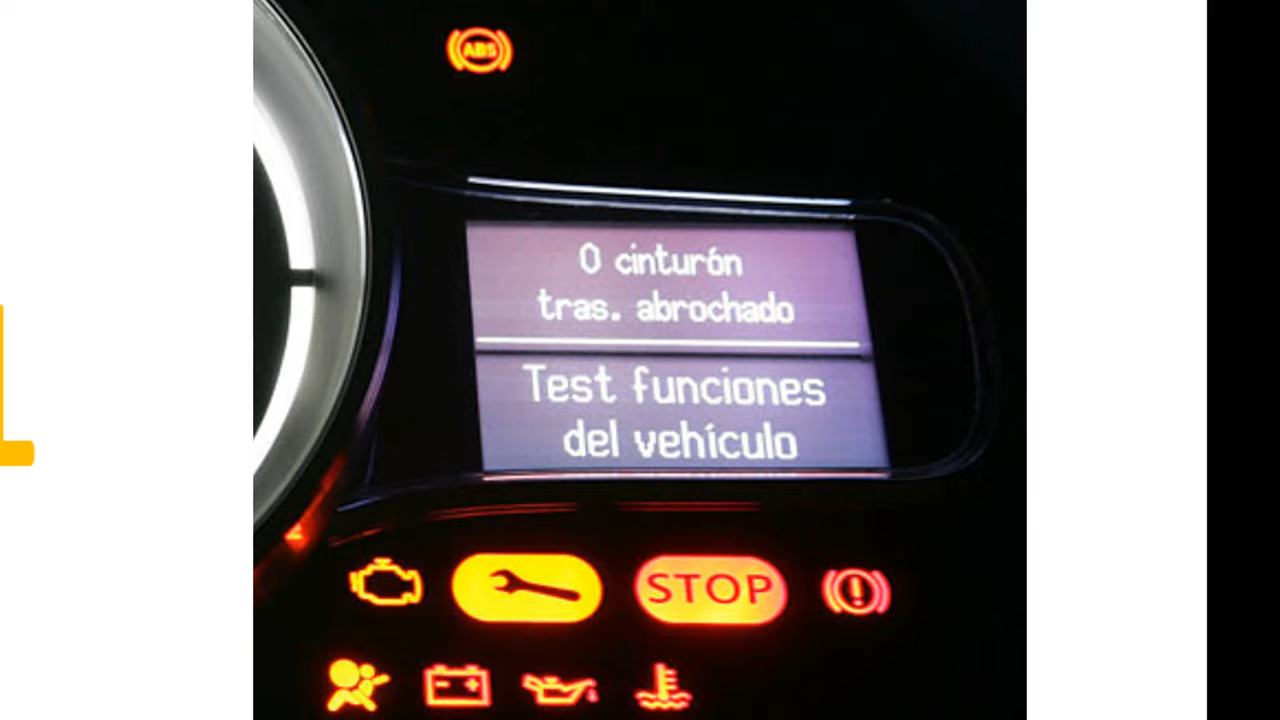 ABS
0 cinturón
tras. abrochado
Test funciones
del vehículo
STOP